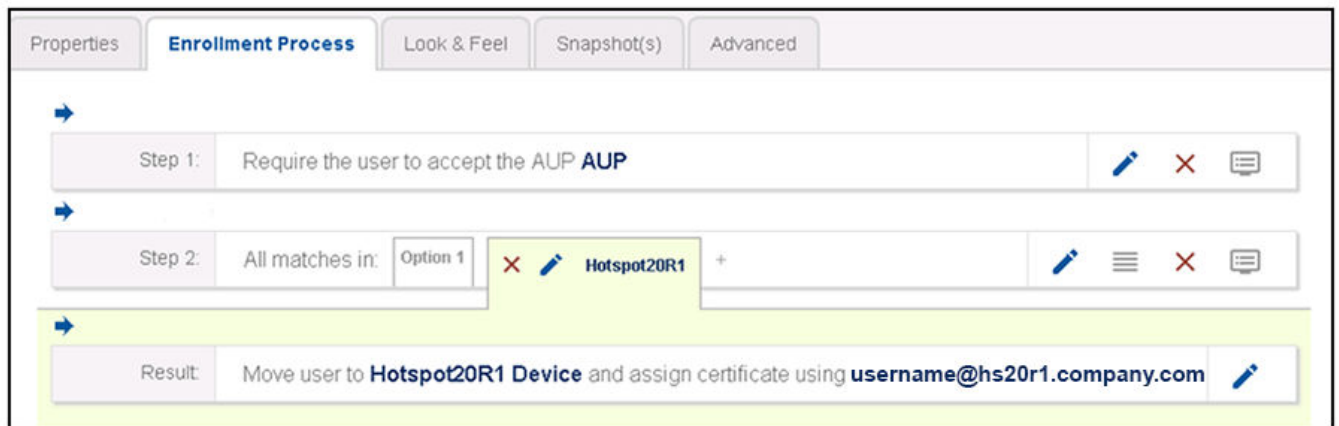 Properties Enrollment Process Look & Feel Snapshot(s) Advanced
Step 1: Require the user to accept the AUP AUP
Step 2: All matches in: Option 1 Hotspot20R1 +
Result: Move user to Hotspot20R1 Device and assign certificate using username@hs20r1.company.com